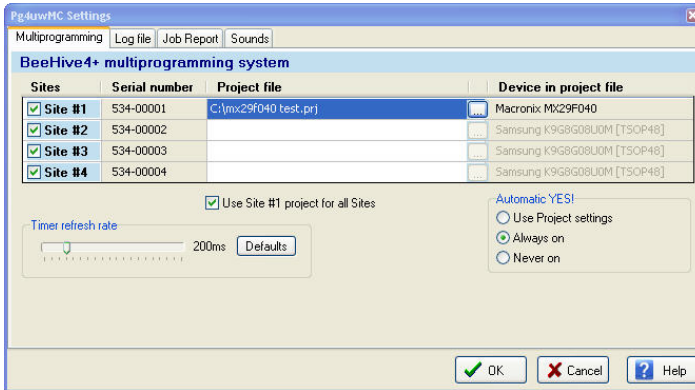 Pg4uwMC Settings
Multiprogramming Log file Job Report Sounds
BeeHive4+ multiprogramming system
Sites Serial number Project file Device in project file
Site #1 534-00001 C:\mx29f040 test.prj ... Macronix MX29F040
Site #2 534-00002 ... Samsung K9G8G08U0M [TSOP48]
Site #3 534-00003 ... Samsung K9G8G08U0M [TSOP48]
Site #4 534-00004 ... Samsung K9G8G08U0M [TSOP48]
Use Site #1 project for all Sites
Automatic YES!
Use Project settings
Always on
Never on
Timer refresh rate
200ms Defaults
OK Cancel Help